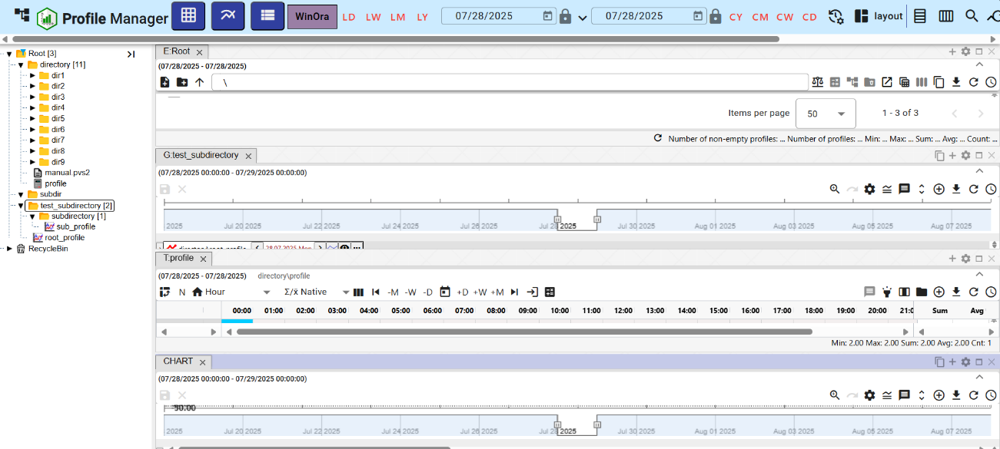 Profile Manager WinOra LD LW LM LY 07/28/2025 07/28/2025 CY CM CW CD layout
Root [3]
directory [11]
dir1
dir2
dir3
dir4
dir5
dir6
dir7
dir8
dir9
manual.pvs2
profile
subdir
test_subdirectory [2]
subdirectory [1]
sub_profile
root_profile
RecycleBin
E:Root
(07/28/2025 - 07/28/2025)
\
Items per page 50 1 - 3 of 3
Number of non-empty profiles: ... Number of profiles: ... Min: ... Max: ... Sum: ... Avg: ... Count: ...
G:test_subdirectory
(07/28/2025 00:00:00 - 07/29/2025 00:00:00)
2025 Jul 20 2025 Jul 22 2025 Jul 24 2025 Jul 26 2025 Jul 28 2025 Jul 30 2025 Aug 01 2025 Aug 03 2025 Aug 05 2025 Aug 07 2025
directory\root_profile 28.07.2025 Mon
T:profile
(07/28/2025 - 07/28/2025) directory\profile
N Hour Σ/x̄ Native -M -W -D +D +W +M
00:00 01:00 02:00 03:00 04:00 05:00 06:00 07:00 08:00 09:00 10:00 11:00 12:00 13:00 14:00 15:00 16:00 17:00 18:00 19:00 20:00 21:0 Sum Avg
Min: 2.00 Max: 2.00 Sum: 2.00 Avg: 2.00 Cnt: 1
CHART
(07/28/2025 00:00:00 - 07/29/2025 00:00:00)
-50.00
2025 Jul 20 2025 Jul 22 2025 Jul 24 2025 Jul 26 2025 Jul 28 2025 Jul 30 2025 Aug 01 2025 Aug 03 2025 Aug 05 2025 Aug 07 2025